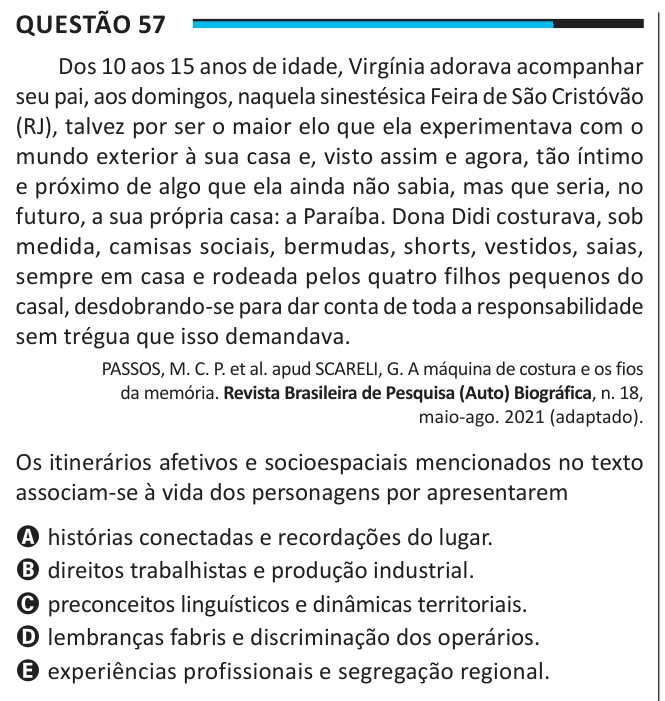 QUESTÃO 57
Dos 10 aos 15 anos de idade, Virgínia adorava acompanhar
seu pai, aos domingos, naquela sinestésica Feira de São Cristóvão
(RJ), talvez por ser o maior elo que ela experimentava com o
mundo exterior à sua casa e, visto assim e agora, tão íntimo
e próximo de algo que ela ainda não sabia, mas que seria, no
futuro, a sua própria casa: a Paraíba. Dona Didi costurava, sob
medida, camisas sociais, bermudas, shorts, vestidos, saias,
sempre em casa e rodeada pelos quatro filhos pequenos do
casal, desdobrando-se para dar conta de toda a responsabilidade
sem trégua que isso demandava.
PASSOS, M. C. P. et al. apud SCARELI, G. A máquina de costura e os fios
da memória. Revista Brasileira de Pesquisa (Auto) Biográfica, n. 18,
maio-ago. 2021 (adaptado).
Os itinerários afetivos e socioespaciais mencionados no texto
associam-se à vida dos personagens por apresentarem
A histórias conectadas e recordações do lugar.
B direitos trabalhistas e produção industrial.
C preconceitos linguísticos e dinâmicas territoriais.
D lembranças fabris e discriminação dos operários.
E experiências profissionais e segregação regional.